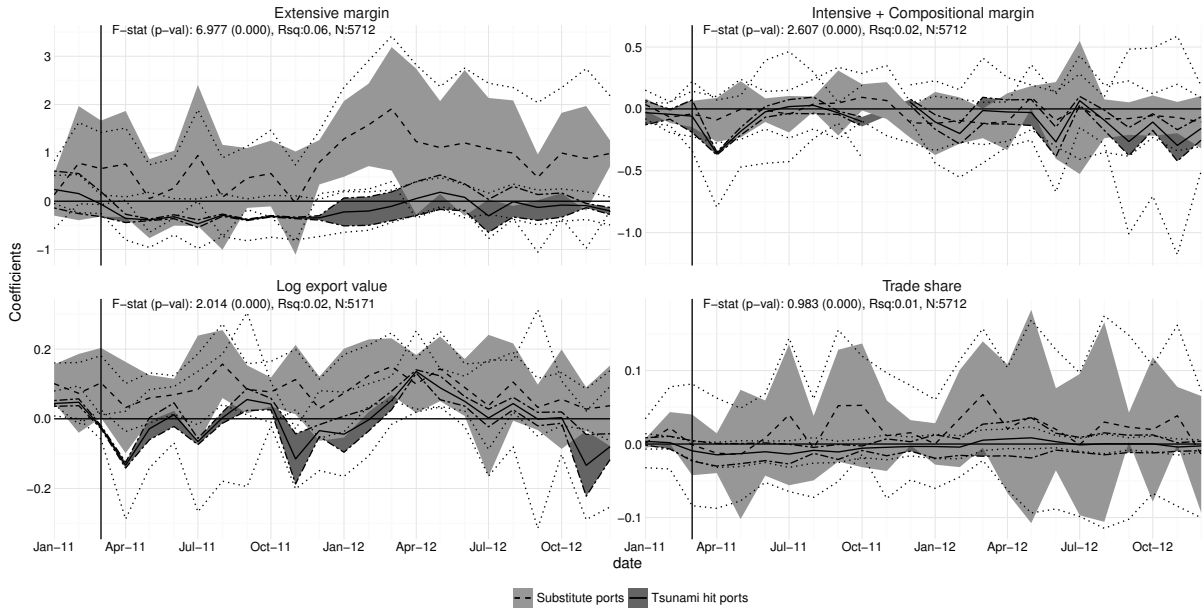 Extensive margin
F−stat (p−val): 6.977 (0.000), Rsq:0.06, N:5712
3
2
1
0
−1
Intensive + Compositional margin
F−stat (p−val): 2.607 (0.000), Rsq:0.02, N:5712
0.5
0.0
−0.5
−1.0
Coefficients
Log export value
F−stat (p−val): 2.014 (0.000), Rsq:0.02, N:5171
0.2
0.0
−0.2
Jan−11 Apr−11 Jul−11 Oct−11 Jan−12 Apr−12 Jul−12 Oct−12
Trade share
F−stat (p−val): 0.983 (0.000), Rsq:0.01, N:5712
0.1
0.0
−0.1
Jan−11 Apr−11 Jul−11 Oct−11 Jan−12 Apr−12 Jul−12 Oct−12
date
Substitute ports Tsunami hit ports